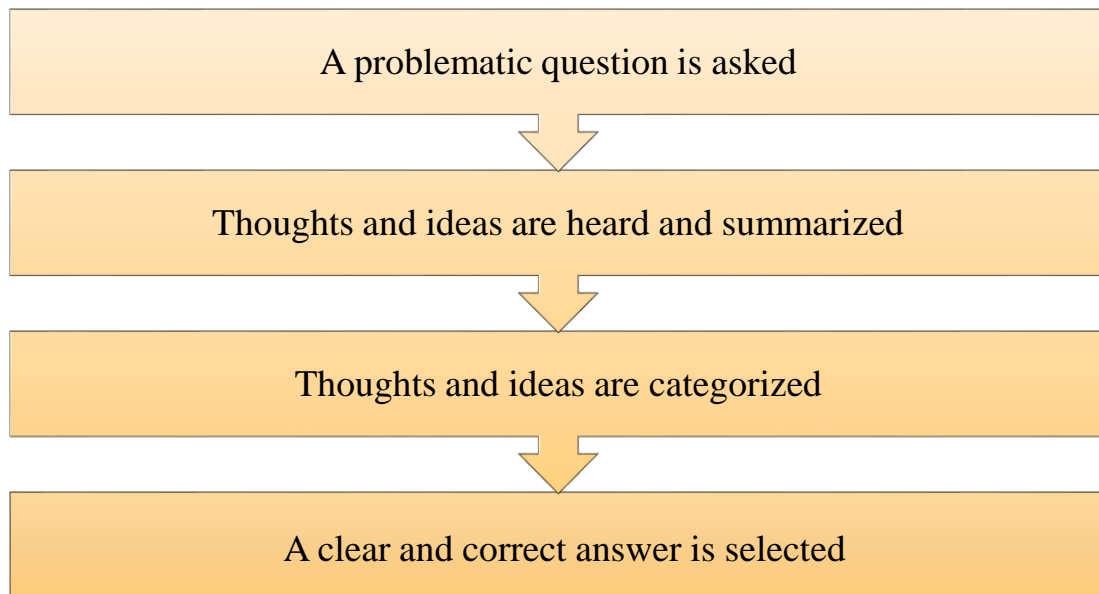 A problematic question is asked
Thoughts and ideas are heard and summarized
Thoughts and ideas are categorized
A clear and correct answer is selected